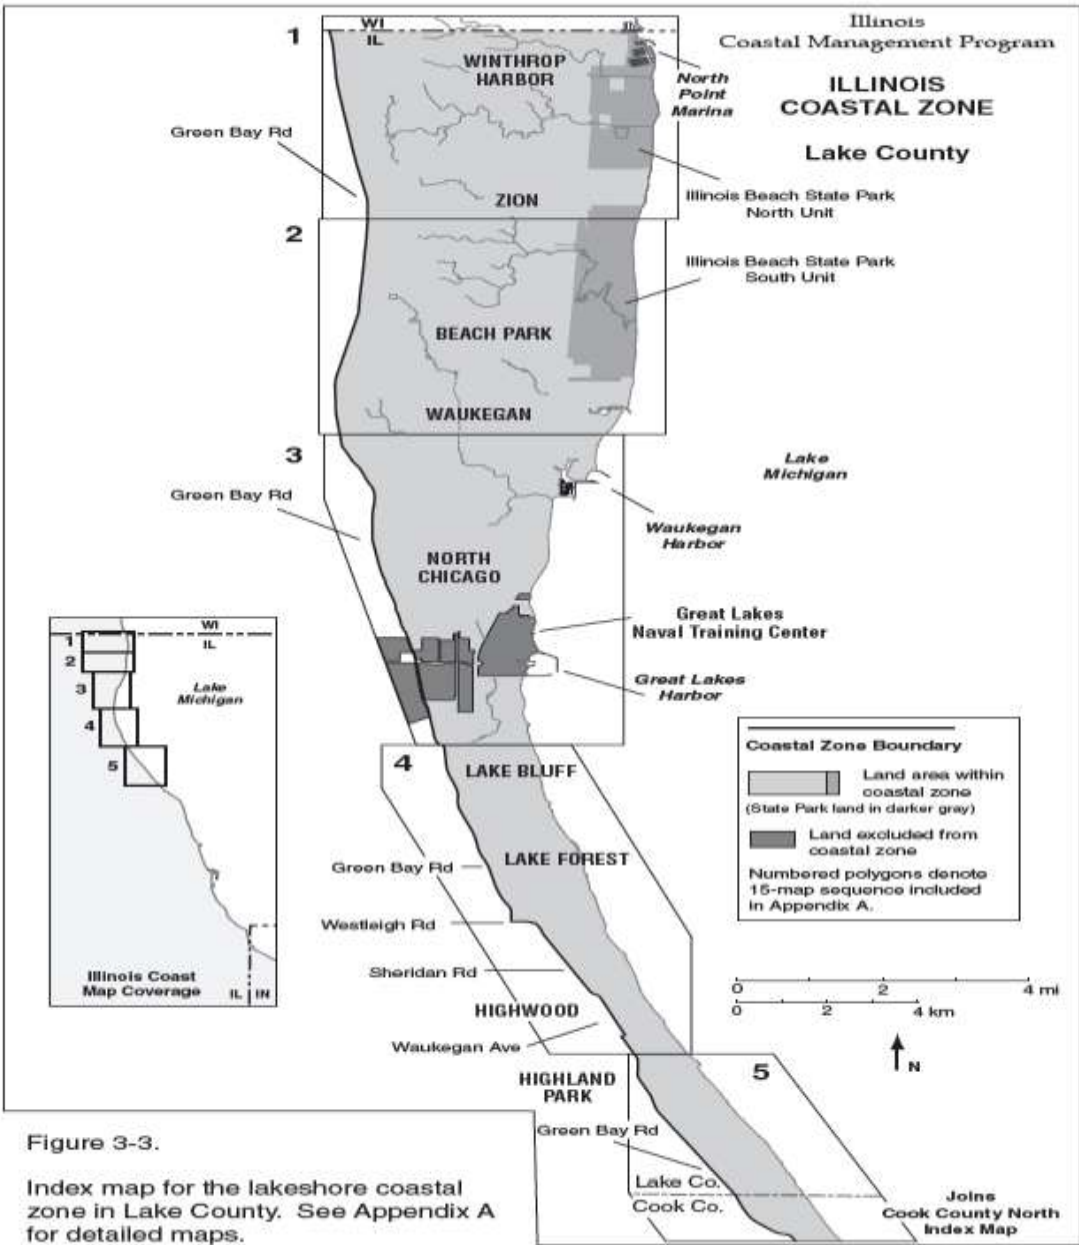 WI
IL
Illinois
Coastal Management Program
ILLINOIS
COASTAL ZONE
Lake County
1
WINTHROP
HARBOR
North
Point
Marina
Green Bay Rd
Illinois Beach State Park
North Unit
ZION
2
Illinois Beach State Park
South Unit
BEACH PARK
WAUKEGAN
3
Lake
Michigan
Green Bay Rd
Waukegan
Harbor
NORTH
CHICAGO
Great Lakes
Naval Training Center
Great Lakes
Harbor
WI
IL
1
2
3
4
5
Lake
Michigan
Illinois Coast
Map Coverage
IL
IN
4
LAKE BLUFF
LAKE FOREST
Green Bay Rd
Westleigh Rd
Sheridan Rd
HIGHWOOD
Waukegan Ave
Coastal Zone Boundary
Land area within
coastal zone
(State Park land in darker gray)
Land excluded from
coastal zone
Numbered polygons denote
15-map sequence included
in Appendix A.
0 2 4 mi
0 2 4 km
N
5
HIGHLAND
PARK
Green Bay Rd
Lake Co.
Cook Co.
Joins
Cook County North
Index Map
Figure 3-3.
Index map for the lakeshore coastal
zone in Lake County. See Appendix A
for detailed maps.